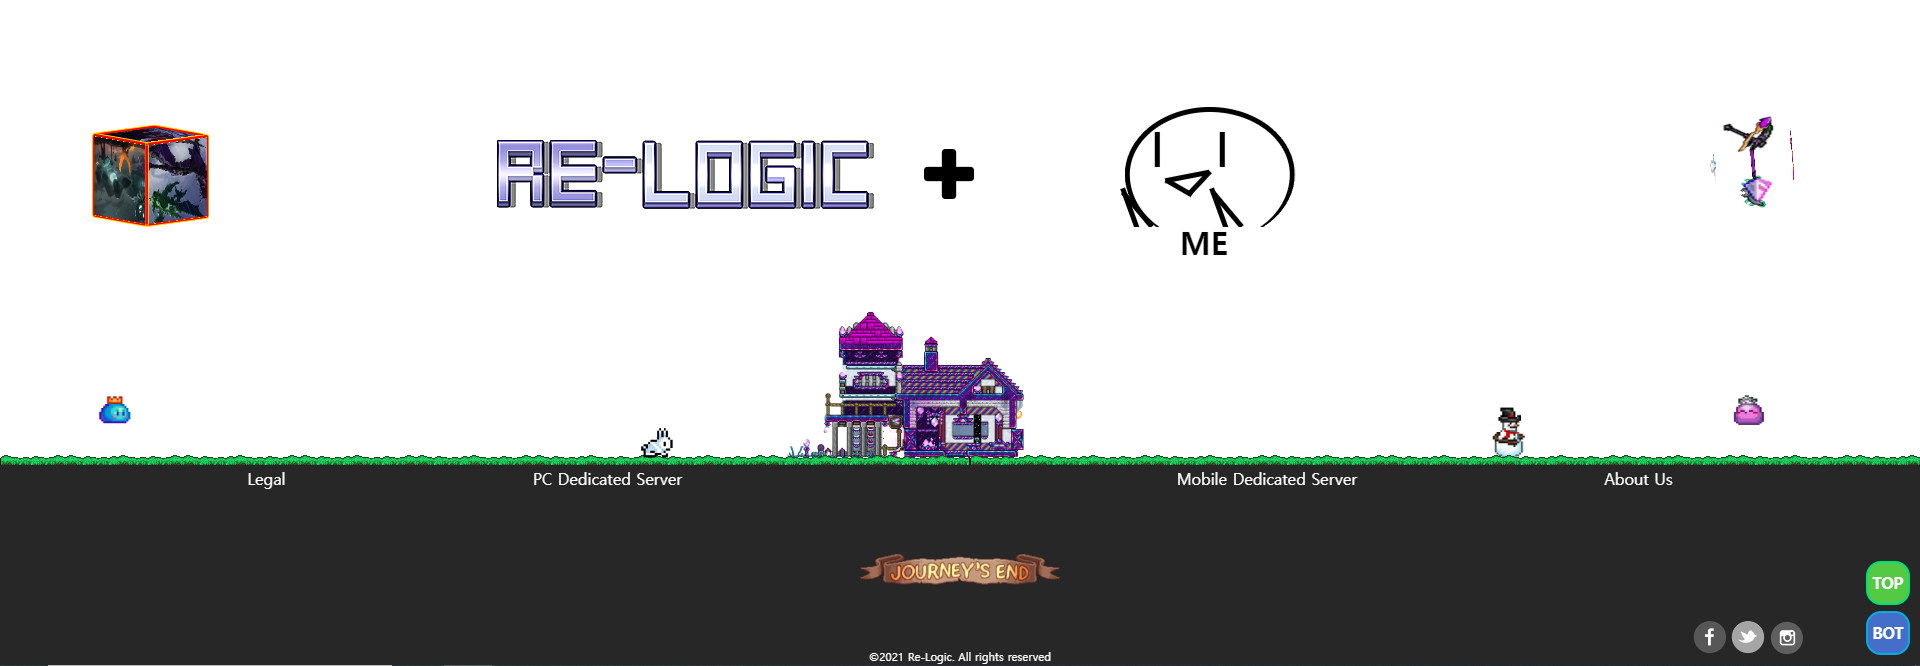 RE-LOGIC
ME
Legal
PC Dedicated Server
Mobile Dedicated Server
About Us
JOURNEY'S END
TOP
BOT
©2021 Re-Logic. All rights reserved